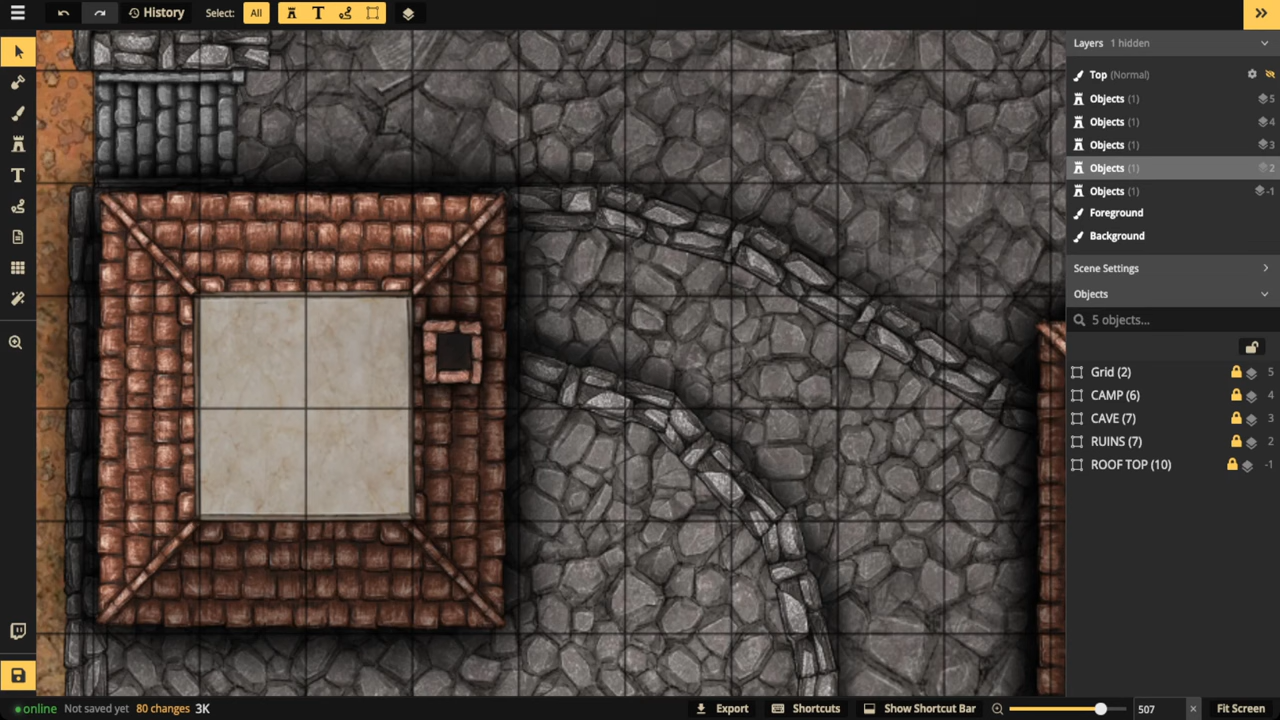 History Select: All
Layers 1 hidden
Top (Normal)
Objects (1) 5
Objects (1) 4
Objects (1) 3
Objects (1) 2
Objects (1) -1
Foreground
Background
Scene Settings
Objects
5 objects...
Grid (2) 5
CAMP (6) 4
CAVE (7) 3
RUINS (7) 2
ROOF TOP (10) -1
online Not saved yet 80 changes 3K Export Shortcuts Show Shortcut Bar 507 Fit Screen